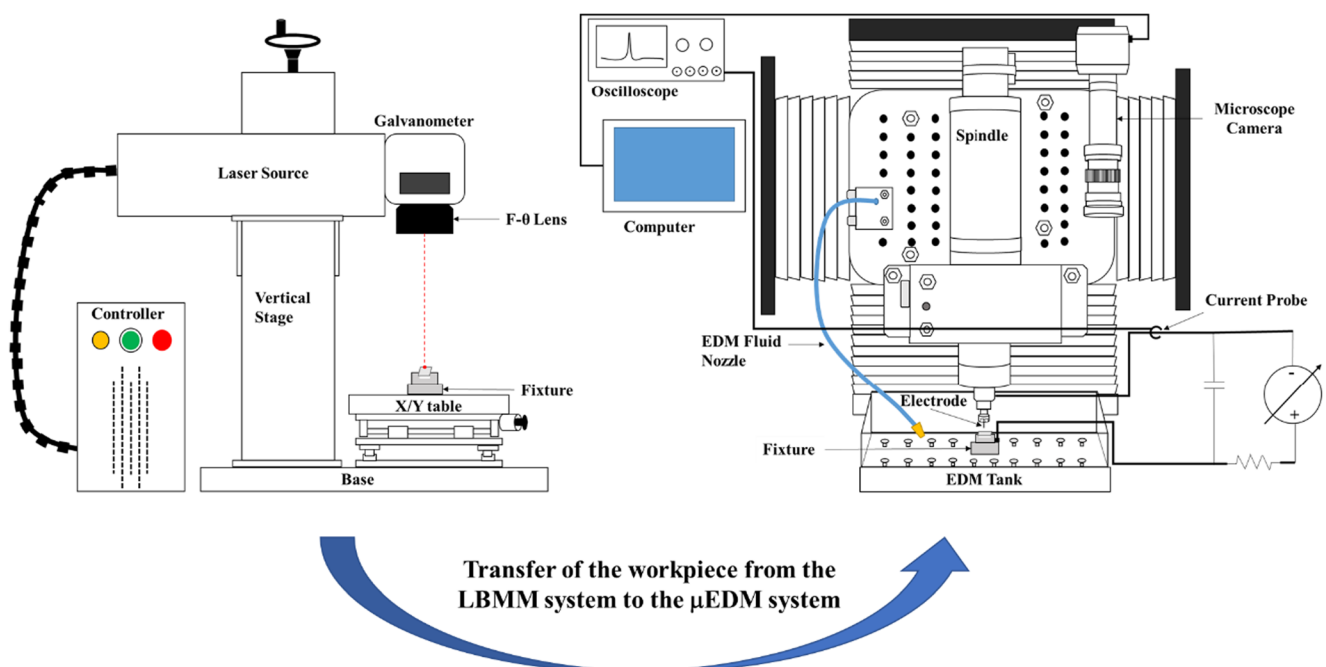 Galvanometer
Laser Source
F-θ Lens
Vertical
Stage
Controller
Fixture
X/Y table
Base
Oscilloscope
Computer
Spindle
Microscope
Camera
Current Probe
EDM Fluid
Nozzle
Electrode
Fixture
EDM Tank
-
+
Transfer of the workpiece from the
LBMM system to the μEDM system